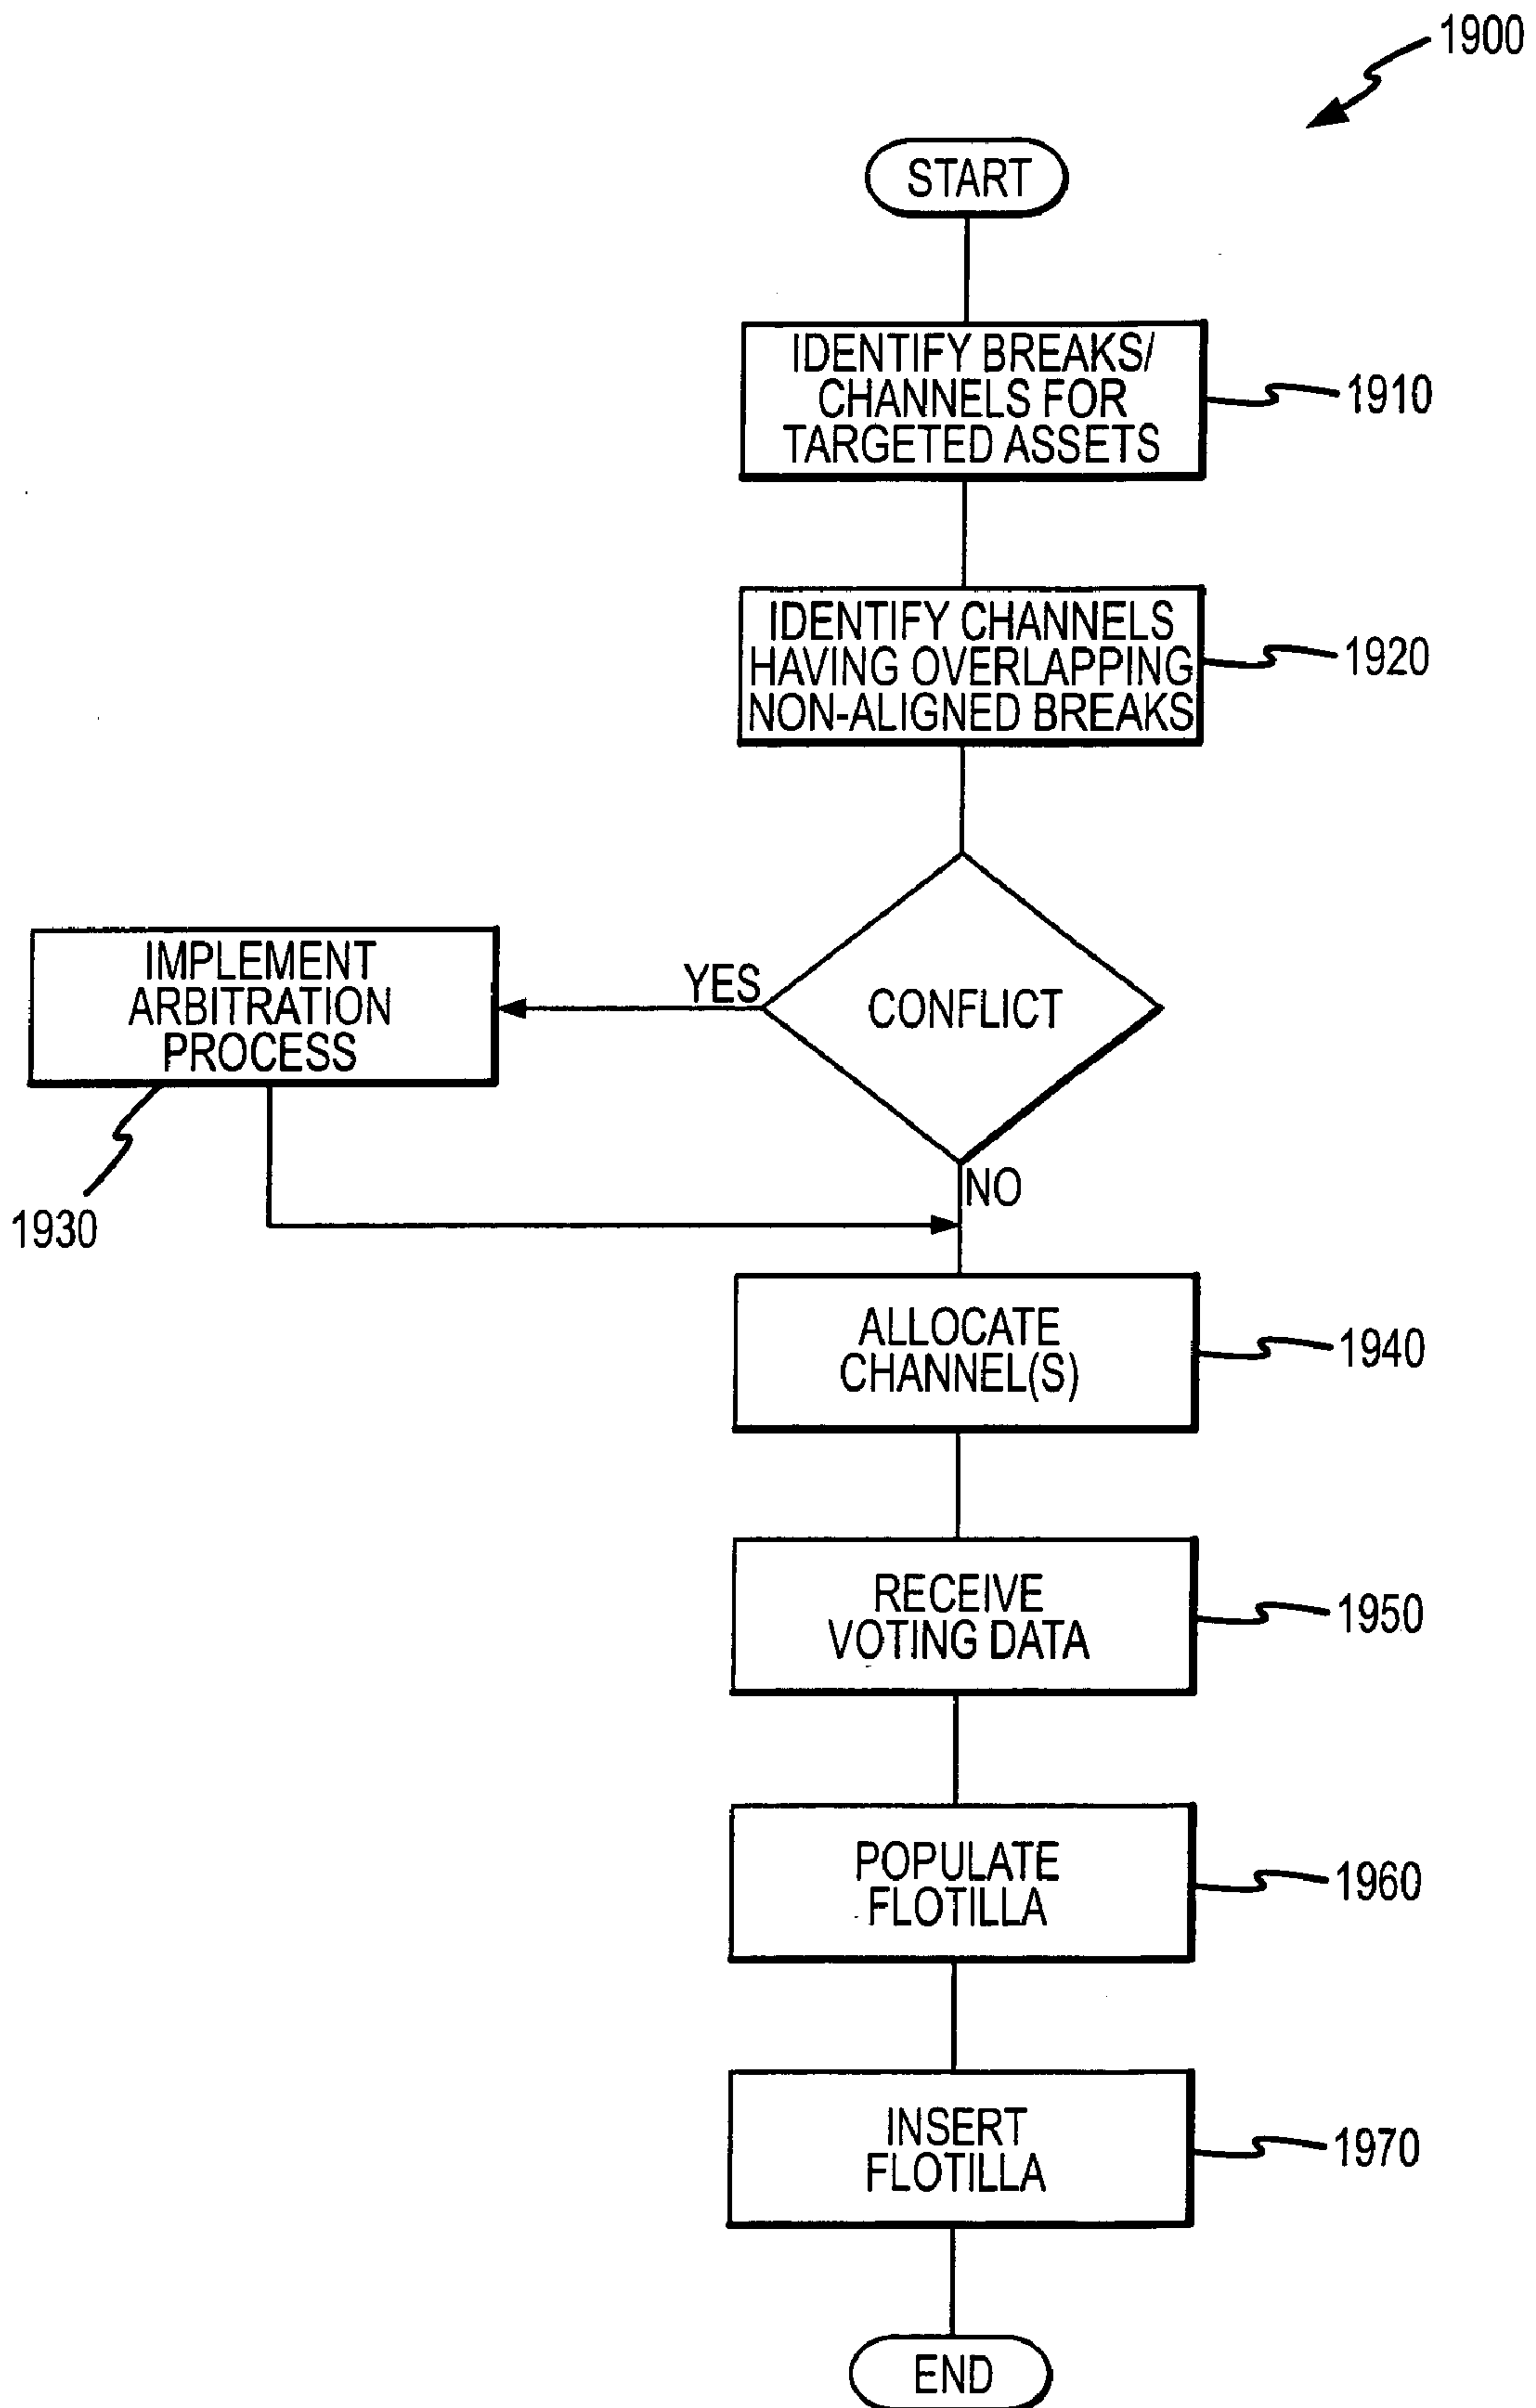 1900
START
IDENTIFY BREAKS/
CHANNELS FOR
TARGETED ASSETS
1910
IDENTIFY CHANNELS
HAVING OVERLAPPING
NON-ALIGNED BREAKS
1920
IMPLEMENT
ARBITRATION
PROCESS
YES
CONFLICT
NO
1930
ALLOCATE
CHANNEL(S)
1940
RECEIVE
VOTING DATA
1950
POPULATE
FLOTILLA
1960
INSERT
FLOTILLA
1970
END